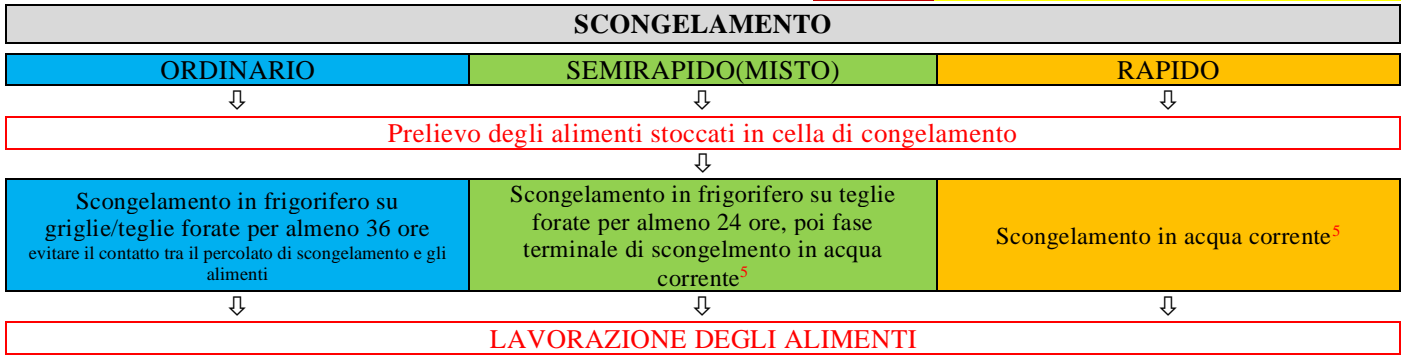 SCONGELAMENTO
ORDINARIO
SEMIRAPIDO(MISTO)
RAPIDO
⇩ ⇩ ⇩
Prelievo degli alimenti stoccati in cella di congelamento
⇩
Scongelamento in frigorifero su
griglie/teglie forate per almeno 36 ore
evitare il contatto tra il percolato di scongelamento e gli
alimenti
Scongelamento in frigorifero su teglie
forate per almeno 24 ore, poi fase
terminale di scongelmento in acqua
corrente5
Scongelamento in acqua corrente5
⇩ ⇩ ⇩
LAVORAZIONE DEGLI ALIMENTI